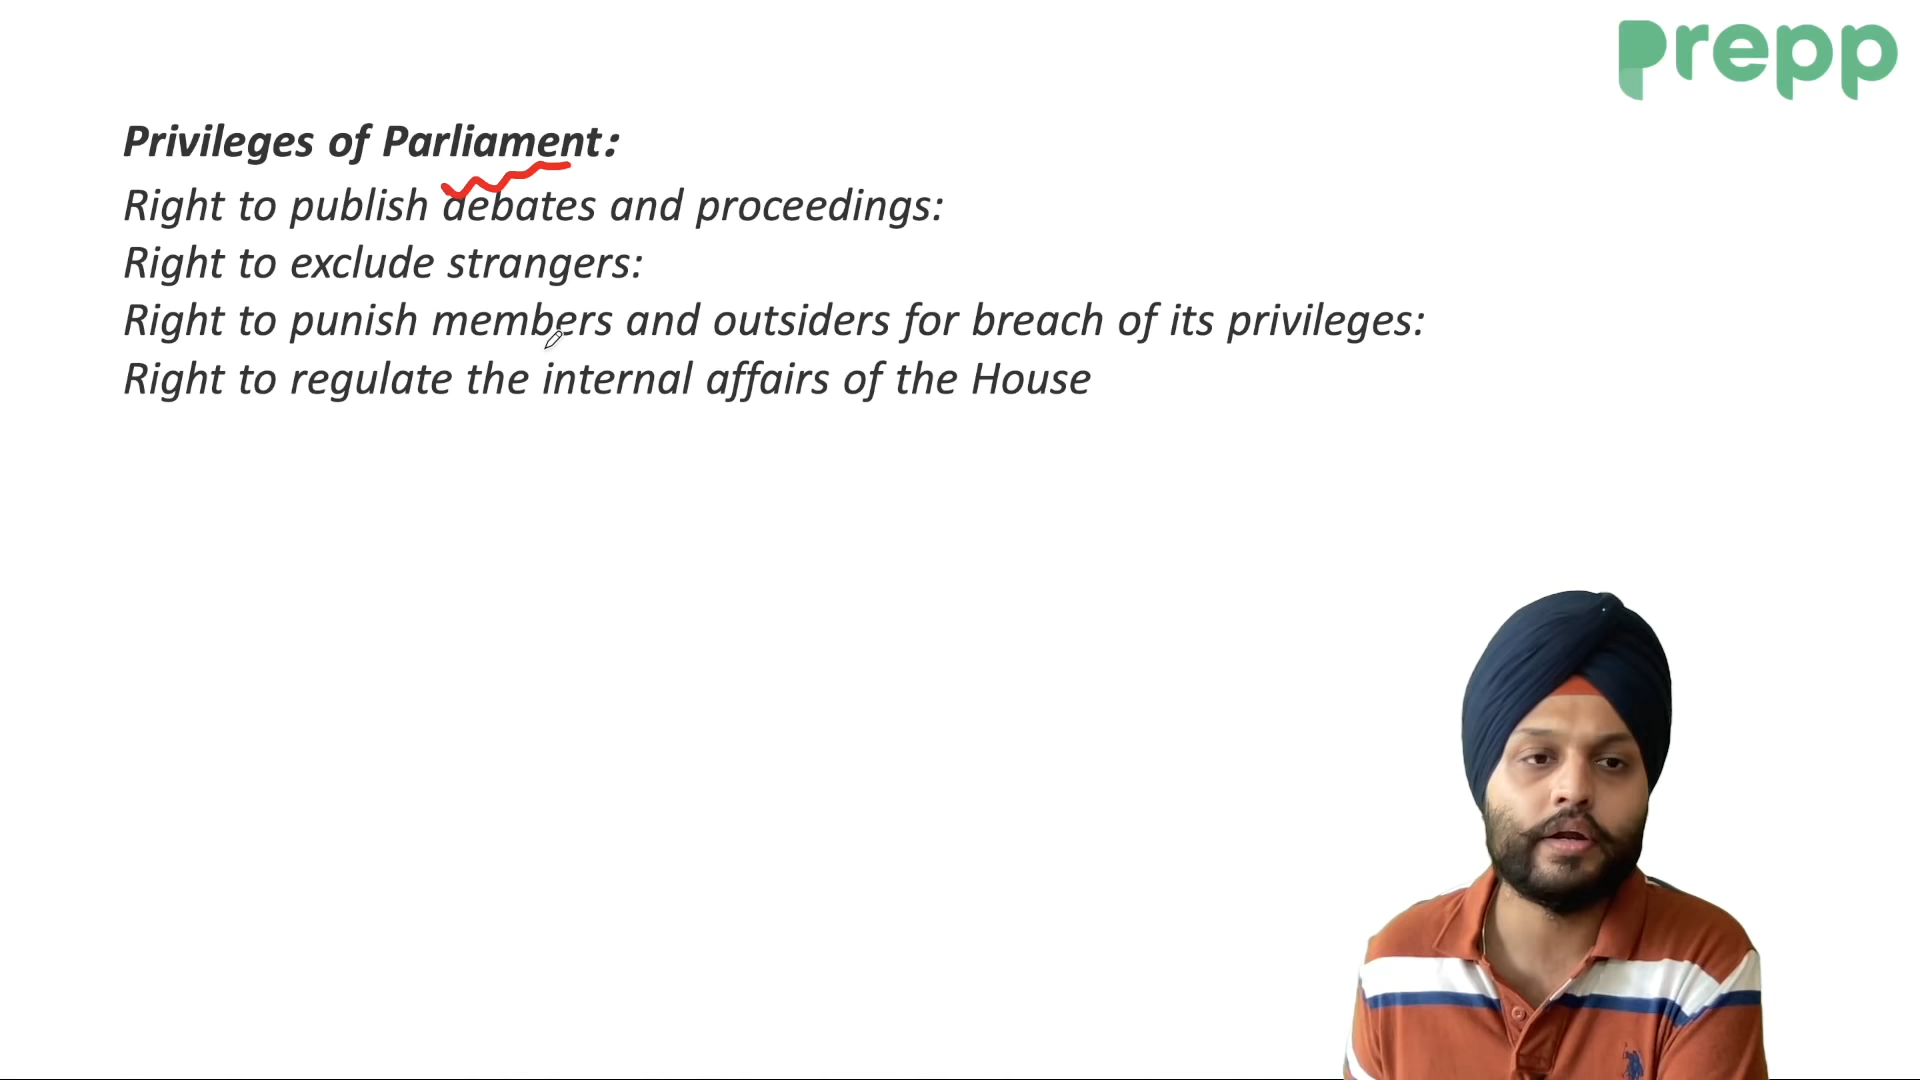 prepp
Privileges of Parliament:
Right to publish debates and proceedings:
Right to exclude strangers:
Right to punish members and outsiders for breach of its privileges:
Right to regulate the internal affairs of the House